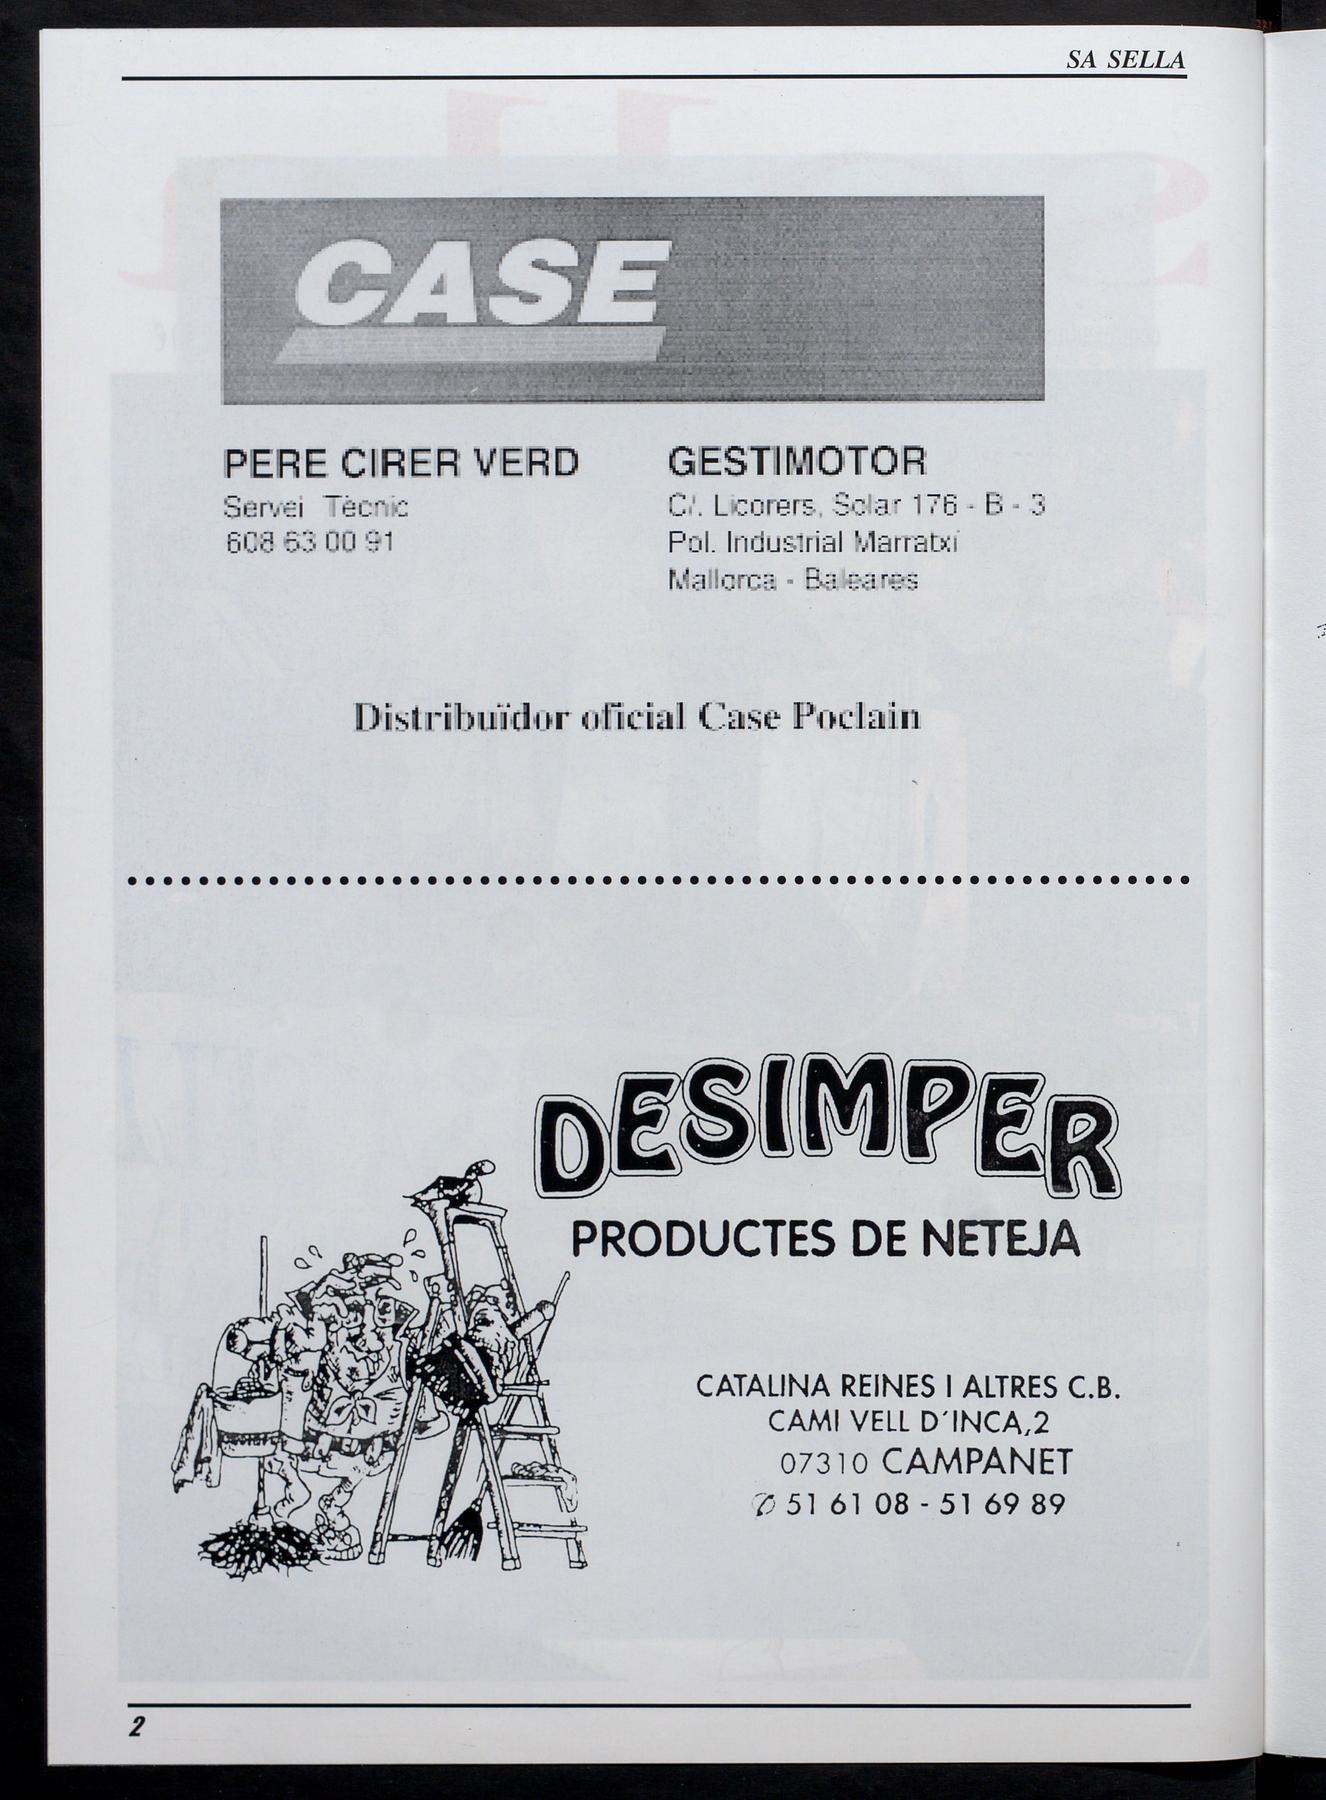 SA SELLA
CASE
PERE CIRER VERD
Servei Tècnic
608 63 00 91
GESTIMOTOR
C/. Licorers, Solar 176 - B - 3
Pol. Industrial Marratxí
Mallorca - Baleares
Distribuïdor oficial Case Poclain
DESIMPER
PRODUCTES DE NETEJA
CATALINA REINES I ALTRES C.B.
CAMI VELL D´INCA,2
07310 CAMPANET
✆ 51 61 08 - 51 69 89
2